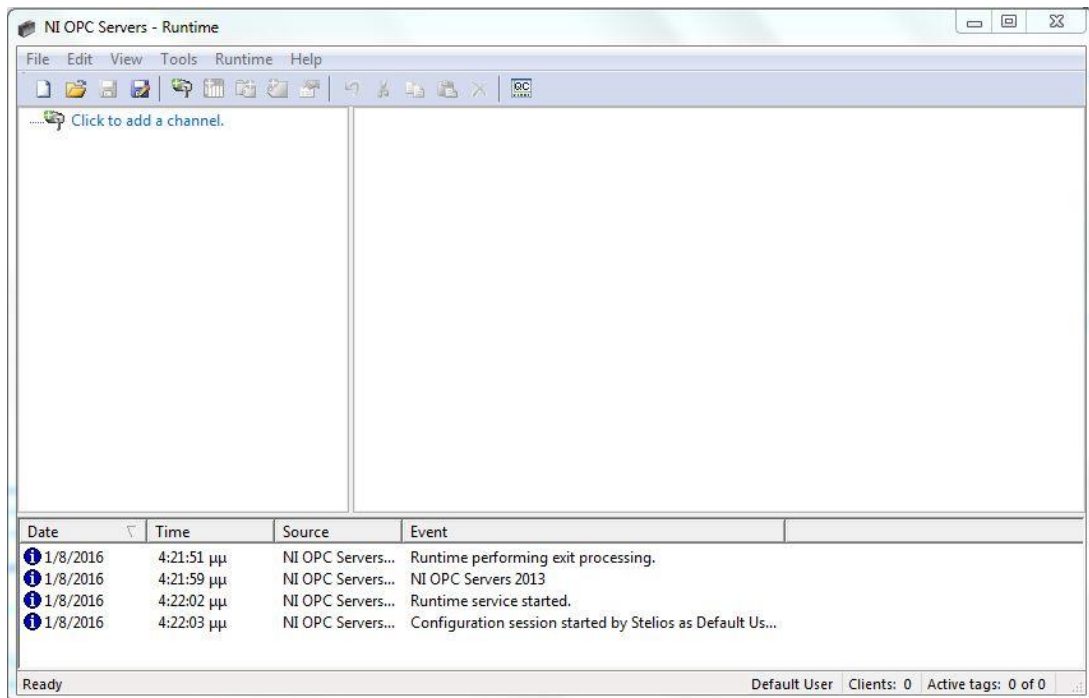 NI OPC Servers - Runtime
File Edit View Tools Runtime Help
QC
Click to add a channel.
Date Time Source Event
1/8/2016 4:21:51 μμ NI OPC Servers... Runtime performing exit processing.
1/8/2016 4:21:59 μμ NI OPC Servers... NI OPC Servers 2013
1/8/2016 4:22:02 μμ NI OPC Servers... Runtime service started.
1/8/2016 4:22:03 μμ NI OPC Servers... Configuration session started by Stelios as Default Us...
Ready Default User Clients: 0 Active tags: 0 of 0